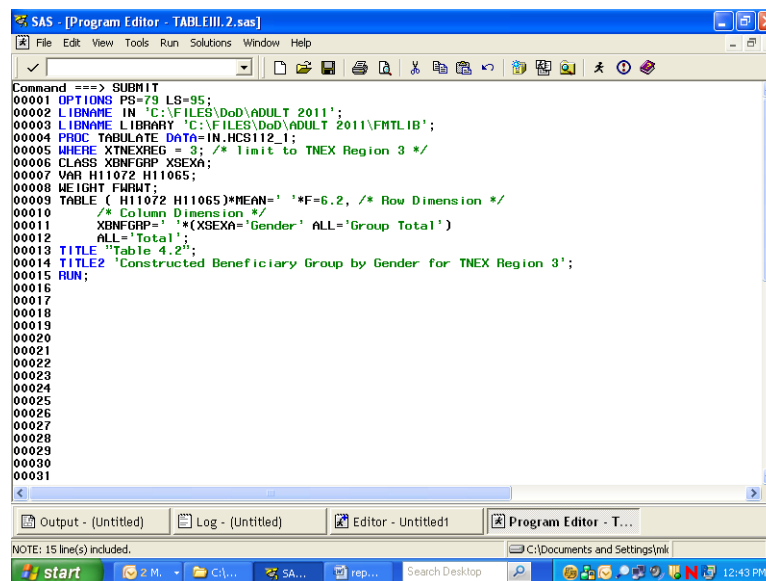 SAS - [Program Editor - TABLEIII.2.sas]
File Edit View Tools Run Solutions Window Help
Command ===> SUBMIT
00001 OPTIONS PS=79 LS=95;
00002 LIBNAME IN 'C:\FILES\DoD\ADULT 2011';
00003 LIBNAME LIBRARY 'C:\FILES\DoD\ADULT 2011\FMTLIB';
00004 PROC TABULATE DATA=IN.HCS112_1;
00005 WHERE XTNEXREG = 3; /* limit to TNEX Region 3 */
00006 CLASS XBNFGRP XSEXA;
00007 VAR H11072 H11065;
00008 WEIGHT FWRWT;
00009 TABLE ( H11072 H11065)*MEAN=' '*F=6.2, /* Row Dimension */
00010 /* Column Dimension */
00011 XBNFGRP=' '*(XSEXA='Gender' ALL='Group Total')
00012 ALL='Total';
00013 TITLE "Table 4.2";
00014 TITLE2 'Constructed Beneficiary Group by Gender for TNEX Region 3';
00015 RUN;
00016
00017
00018
00019
00020
00021
00022
00023
00024
00025
00026
00027
00028
00029
00030
00031
Output - (Untitled) Log - (Untitled) Editor - Untitled1 Program Editor - T...
NOTE: 15 line(s) included. C:\Documents and Settings\mk
start 2 M... C:\... SA... rep... Search Desktop 12:43 PM